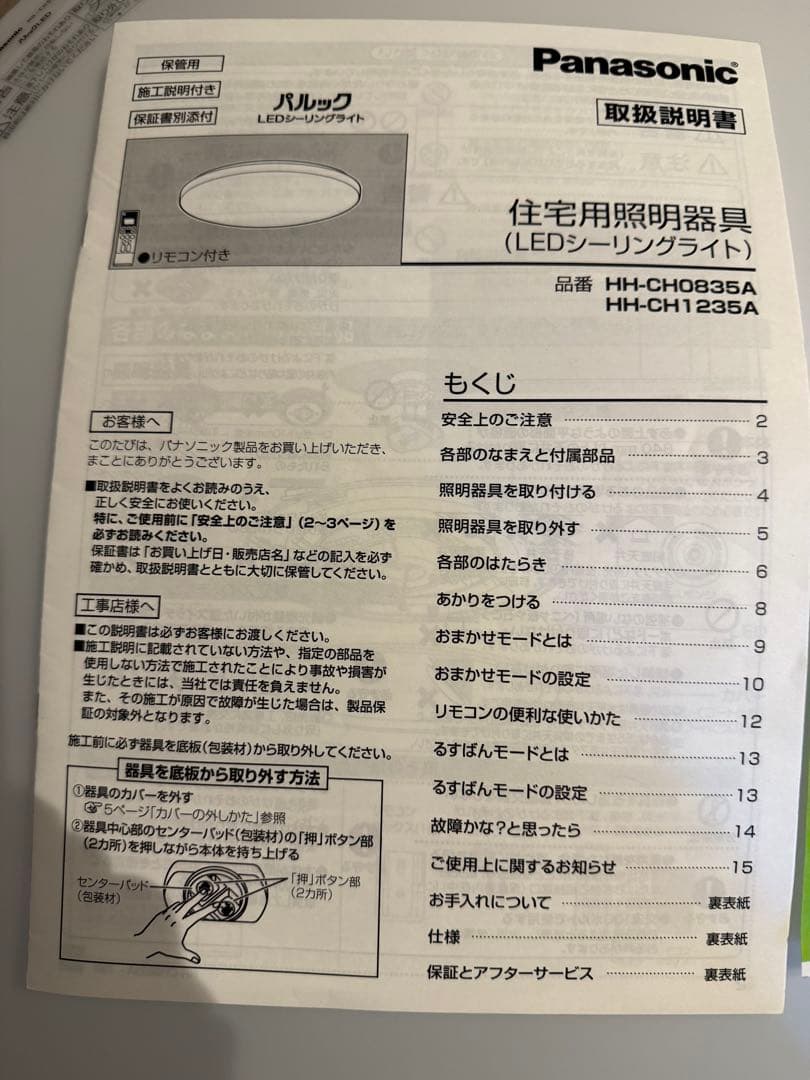 保管用
施工説明付き
保証書別添付
パルック
LEDシーリングライト
Panasonic
取扱説明書
●リモコン付き
住宅用照明器具
(LEDシーリングライト)
品番 HH-CH0835A
HH-CH1235A
お客様へ
このたびは、パナソニック製品をお買い上げいただき、
まことにありがとうございます。
■取扱説明書をよくお読みのうえ、
正しく安全にお使いください。
特に、ご使用前に「安全上のご注意」(2〜3ページ)を
必ずお読みください。
保証書は「お買い上げ日・販売店名」などの記入を必ず
確かめ、取扱説明書とともに大切に保管してください。
工事店様へ
■この説明書は必ずお客様にお渡しください。
■施工説明に記載されていない方法や、指定の部品を
使用しない方法で施工されたことにより事故や損害が
生じたときには、当社では責任を負えません。
また、その施工が原因で故障が生じた場合は、製品保
証の対象外となります。
施工前に必ず器具を底板(包装材)から取り外してください。
器具を底板から取り外す方法
①器具のカバーを外す
☞5ページ「カバーの外しかた」参照
②器具中心部のセンターパッド(包装材)の「押」ボタン部
(2カ所)を押しながら本体を持ち上げる
センターパッド
(包装材)
「押」ボタン部
(2カ所)
もくじ
安全上のご注意 2
各部のなまえと付属部品 3
照明器具を取り付ける 4
照明器具を取り外す 5
各部のはたらき 6
あかりをつける 8
おまかせモードとは 9
おまかせモードの設定 10
リモコンの便利な使いかた 12
るすばんモードとは 13
るすばんモードの設定 13
故障かな?と思ったら 14
ご使用上に関するお知らせ 15
お手入れについて 裏表紙
仕様 裏表紙
保証とアフターサービス 裏表紙